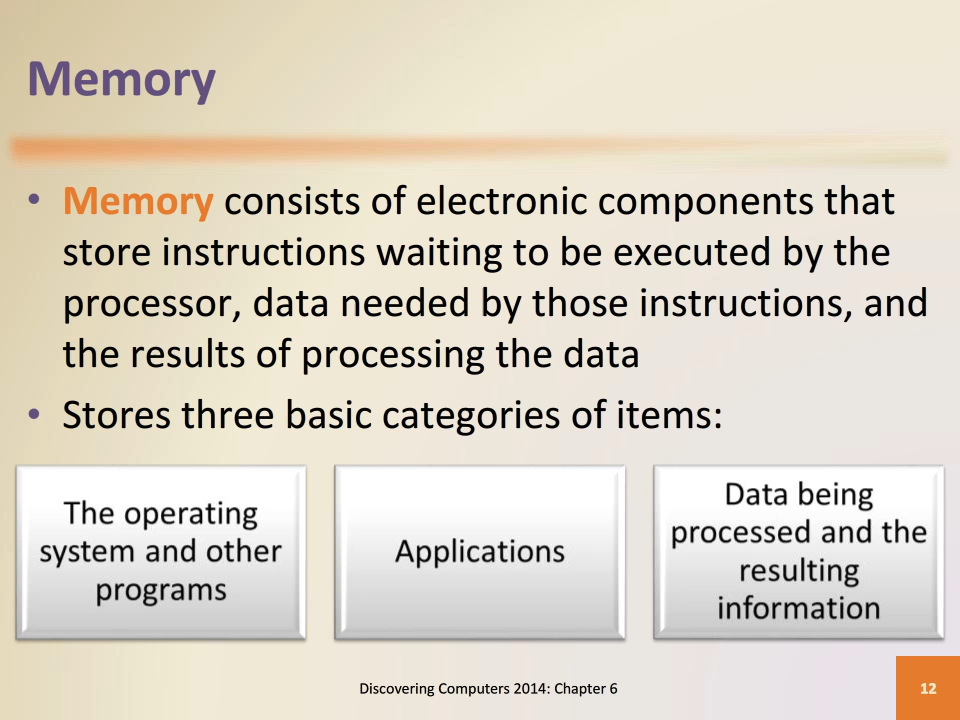 Memory
• Memory consists of electronic components that
store instructions waiting to be executed by the
processor, data needed by those instructions, and
the results of processing the data
• Stores three basic categories of items:
The operating
system and other
programs
Applications
Data being
processed and the
resulting
information
Discovering Computers 2014: Chapter 6
12